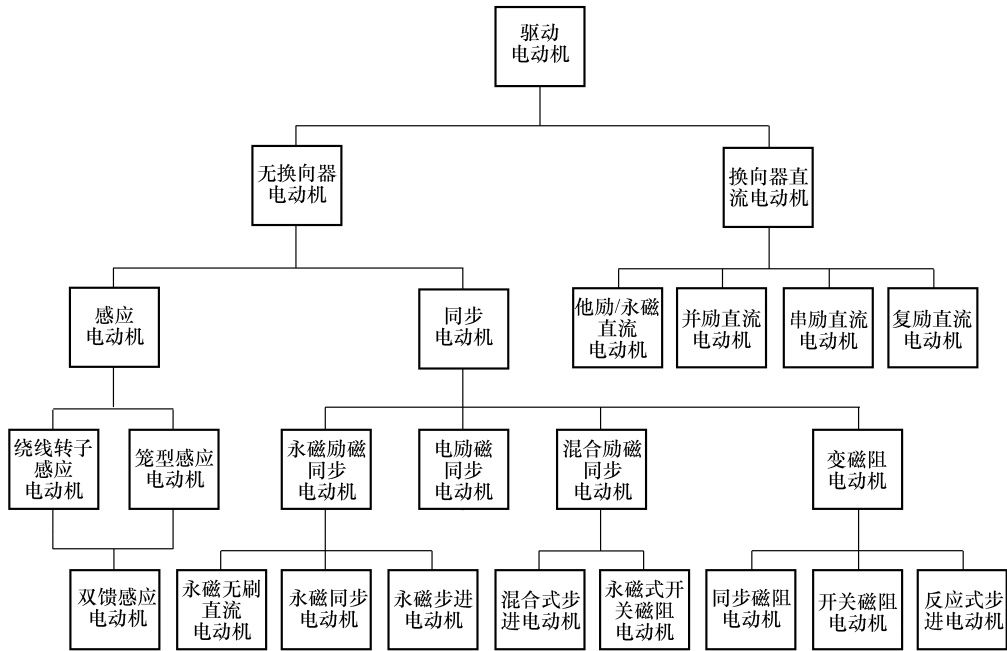 驱动
电动机
无换向器
电动机
换向器直
流电动机
感应
电动机
同步
电动机
他励/永磁
直流
电动机
并励直流
电动机
串励直流
电动机
复励直流
电动机
绕线转子
感应
电动机
笼型感应
电动机
永磁励磁
同步
电动机
电励磁
同步
电动机
混合励磁
同步
电动机
变磁阻
电动机
双馈感应
电动机
永磁无刷
直流
电动机
永磁同步
电动机
永磁步进
电动机
混合式步
进电动机
永磁式开
关磁阻
电动机
同步磁阻
电动机
开关磁阻
电动机
反应式步
进电动机